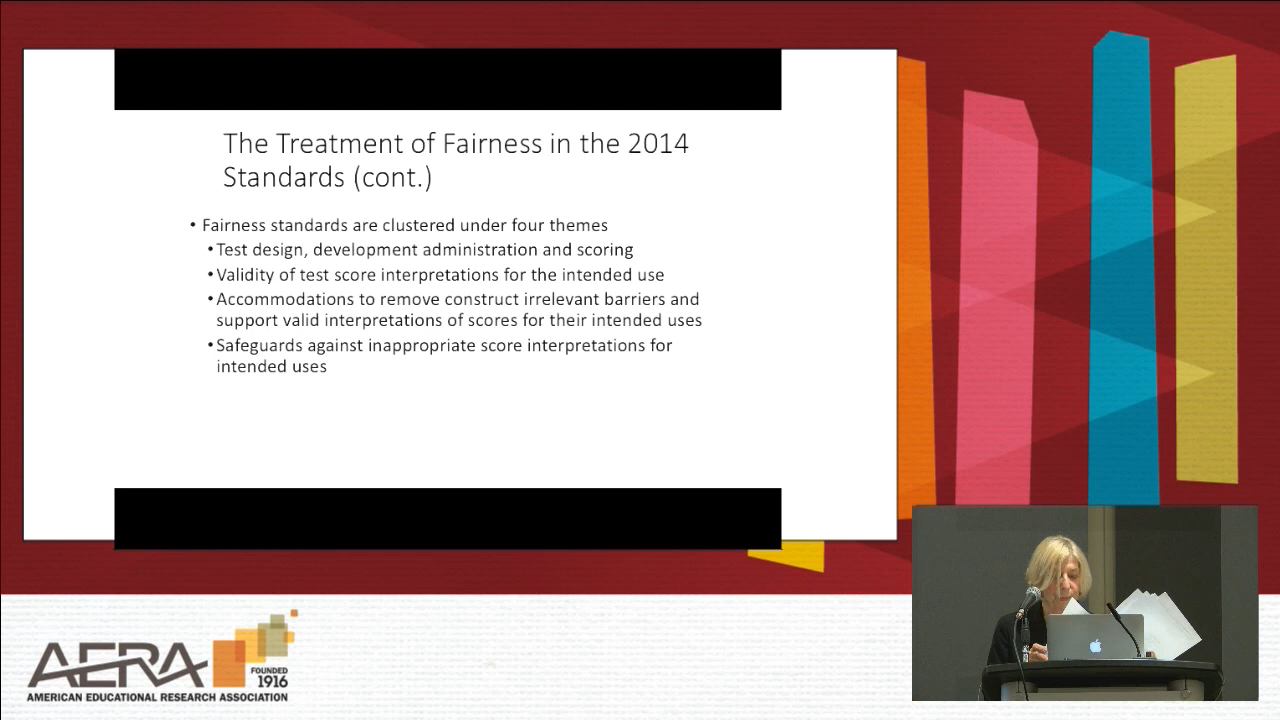 The Treatment of Fairness in the 2014
Standards (cont.)
• Fairness standards are clustered under four themes
• Test design, development administration and scoring
• Validity of test score interpretations for the intended use
• Accommodations to remove construct irrelevant barriers and
support valid interpretations of scores for their intended uses
• Safeguards against inappropriate score interpretations for
intended uses
AERA
FOUNDED
1916
AMERICAN EDUCATIONAL RESEARCH ASSOCIATION